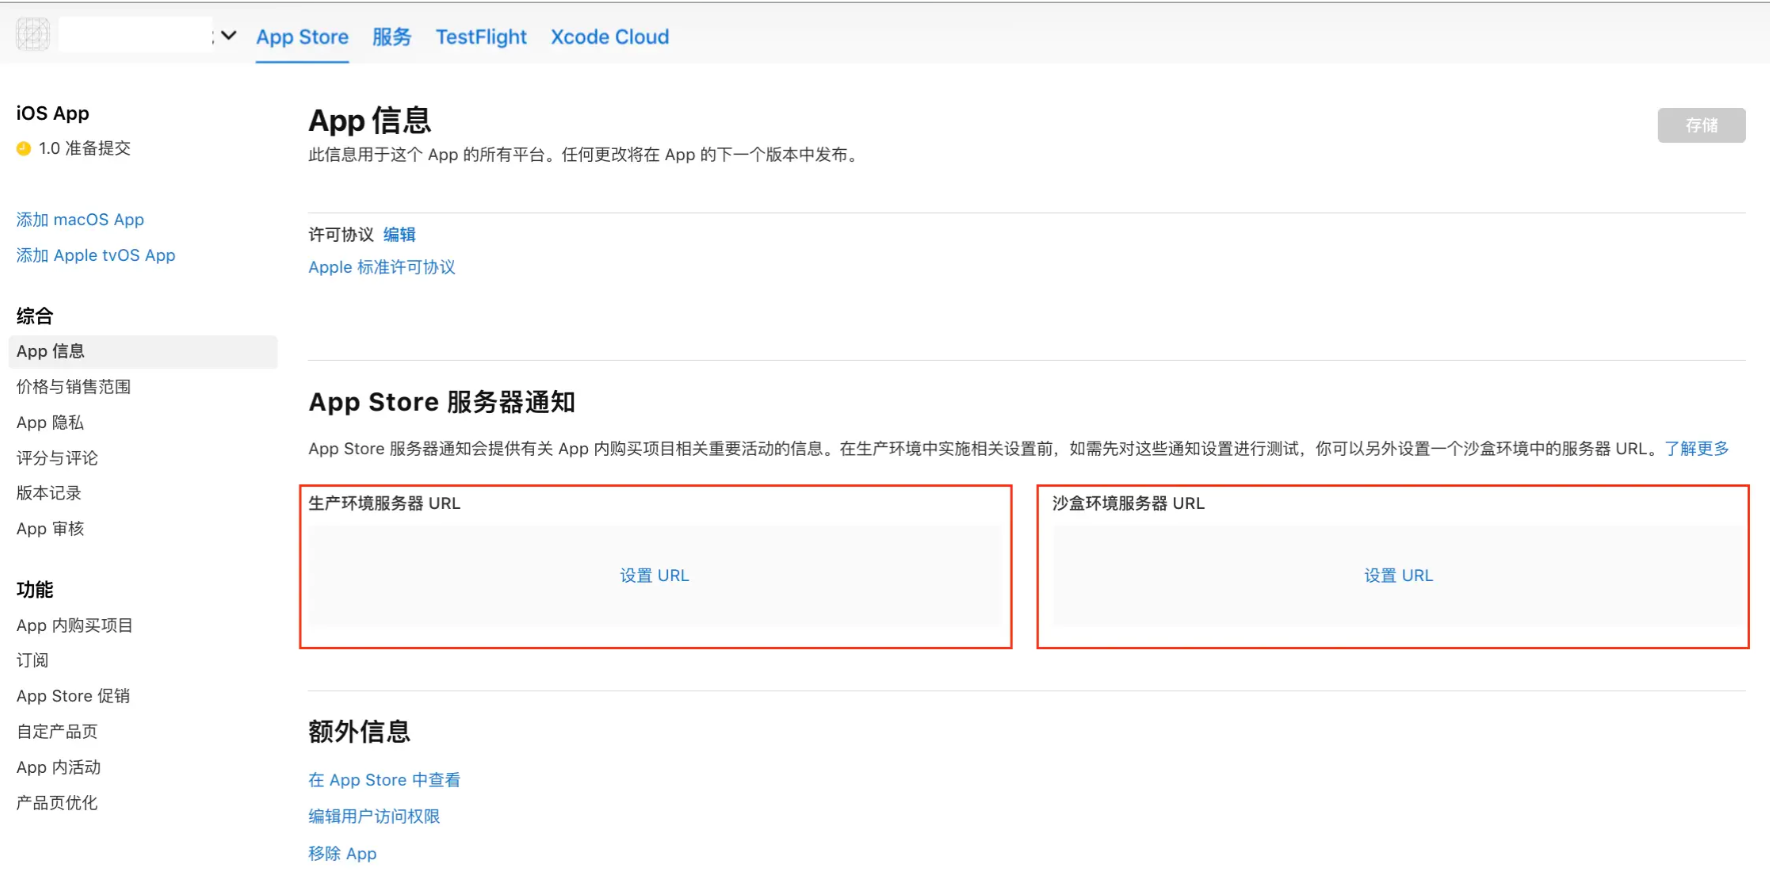 App Store 服务 TestFlight Xcode Cloud
iOS App
1.0 准备提交
添加 macOS App
添加 Apple tvOS App
综合
App 信息
价格与销售范围
App 隐私
评分与评论
版本记录
App 审核
功能
App 内购买项目
订阅
App Store 促销
自定产品页
App 内活动
产品页优化
App 信息
存储
此信息用于这个 App 的所有平台。任何更改将在 App 的下一个版本中发布。
许可协议 编辑
Apple 标准许可协议
App Store 服务器通知
App Store 服务器通知会提供有关 App 内购买项目相关重要活动的信息。在生产环境中实施相关设置前，如需先对这些通知设置进行测试，你可以另外设置一个沙盒环境中的服务器 URL。了解更多
生产环境服务器 URL
设置 URL
沙盒环境服务器 URL
设置 URL
额外信息
在 App Store 中查看
编辑用户访问权限
移除 App